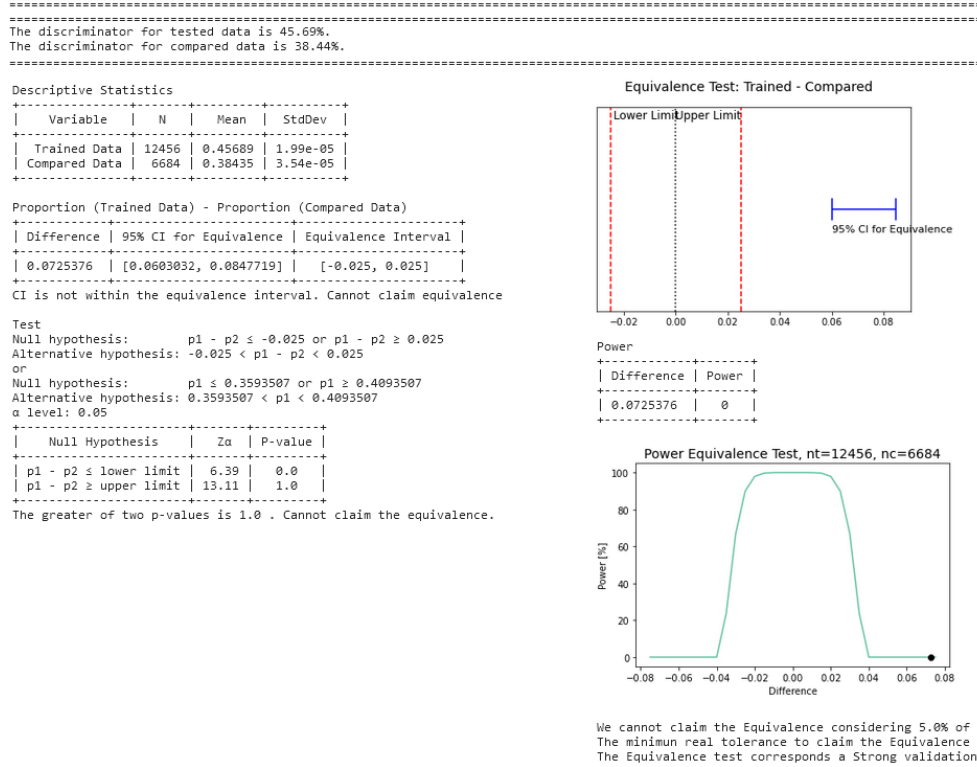 The discriminator for tested data is 45.69%.
The discriminator for compared data is 38.44%.
Descriptive Statistics
| Variable | N | Mean | StdDev |
| Trained Data | 12456 | 0.45689 | 1.99e-05 |
| Compared Data | 6684 | 0.38435 | 3.54e-05 |
Proportion (Trained Data) - Proportion (Compared Data)
| Difference | 95% CI for Equivalence | Equivalence Interval |
| 0.0725376 | [0.0603032, 0.0847719] | [-0.025, 0.025] |
CI is not within the equivalence interval. Cannot claim equivalence
Test
Null hypothesis: p1 - p2 ≤ -0.025 or p1 - p2 ≥ 0.025
Alternative hypothesis: -0.025 < p1 - p2 < 0.025
or
Null hypothesis: p1 ≤ 0.3593507 or p1 ≥ 0.4093507
Alternative hypothesis: 0.3593507 < p1 < 0.4093507
α level: 0.05
| Null Hypothesis | Zα | P-value |
| p1 - p2 ≤ lower limit | 6.39 | 0.0 |
| p1 - p2 ≥ upper limit | 13.11 | 1.0 |
The greater of two p-values is 1.0 . Cannot claim the equivalence.
Equivalence Test: Trained - Compared
Lower Limit Upper Limit
95% CI for Equivalence
−0.02 0.00 0.02 0.04 0.06 0.08
Power
| Difference | Power |
| 0.0725376 | 0 |
Power Equivalence Test, nt=12456, nc=6684
100
80
60
40
20
0
Power [%]
−0.08 −0.06 −0.04 −0.02 0.00 0.02 0.04 0.06 0.08
Difference
We cannot claim the Equivalence considering 5.0% of
The minimun real tolerance to claim the Equivalence
The Equivalence test corresponds a Strong validation